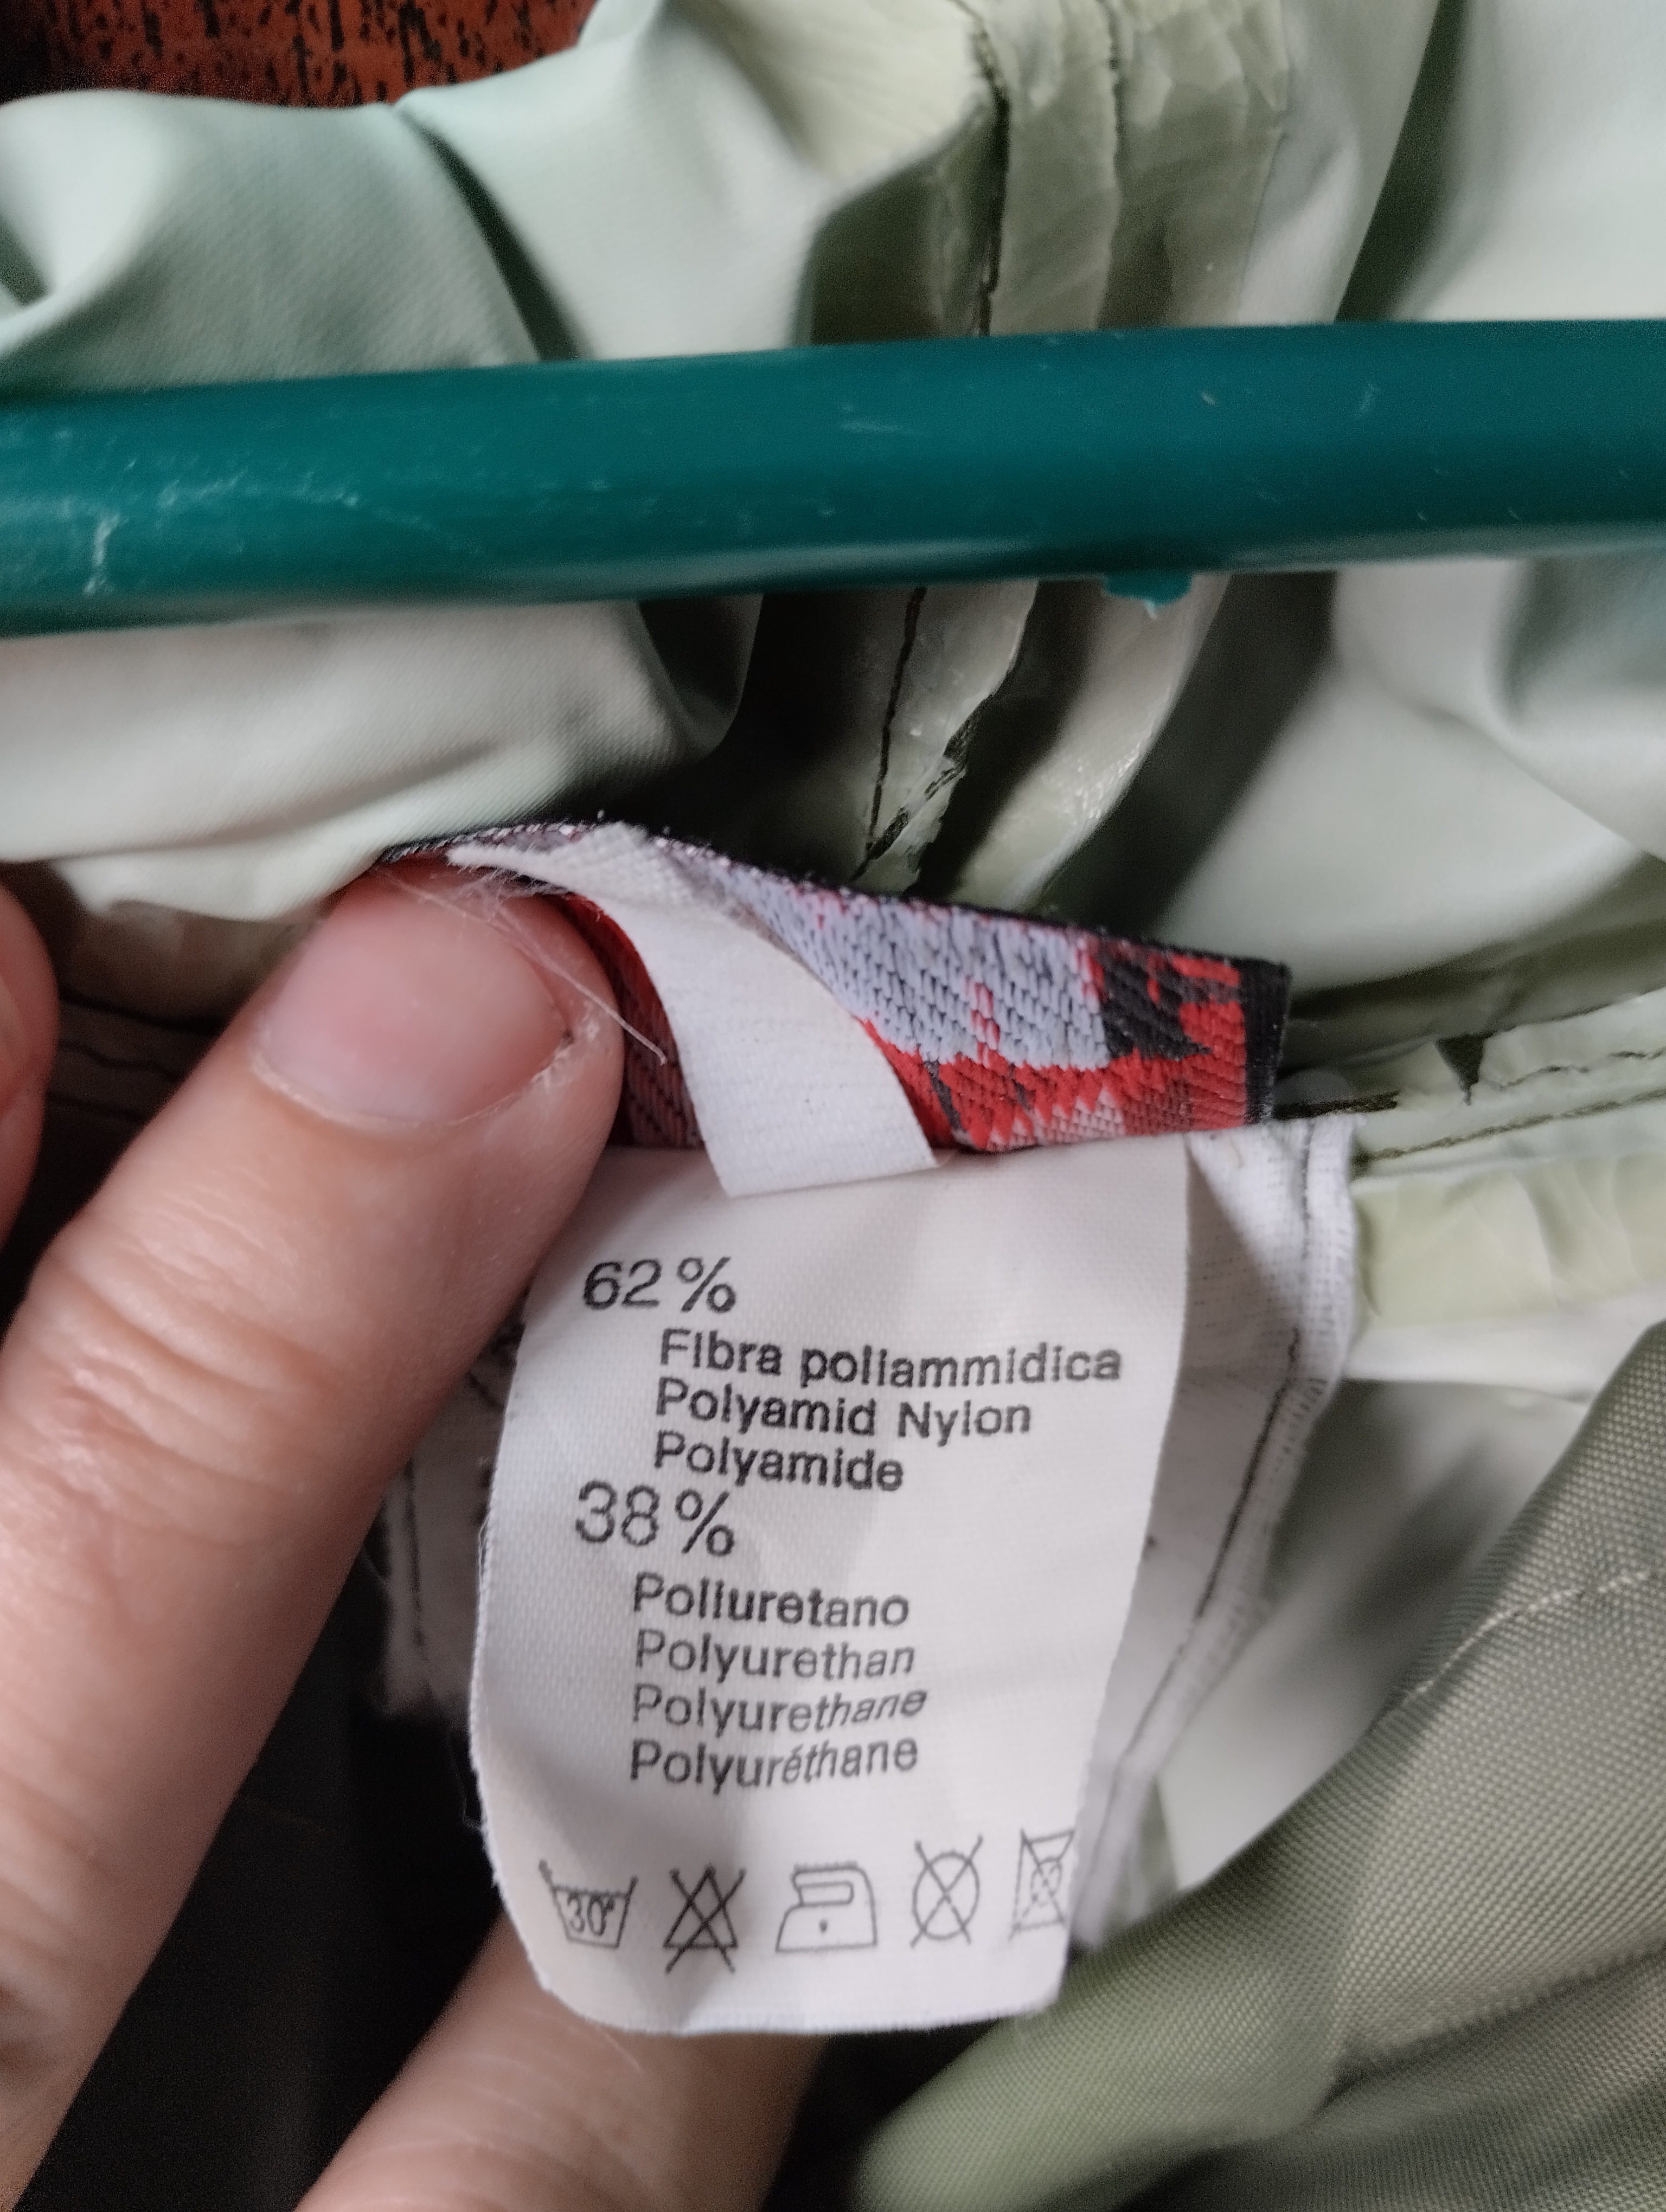 62%
Fibra poliammidica
Polyamid Nylon
Polyamide
38%
Poliuretano
Polyurethan
Polyurethane
Polyuréthane
30°